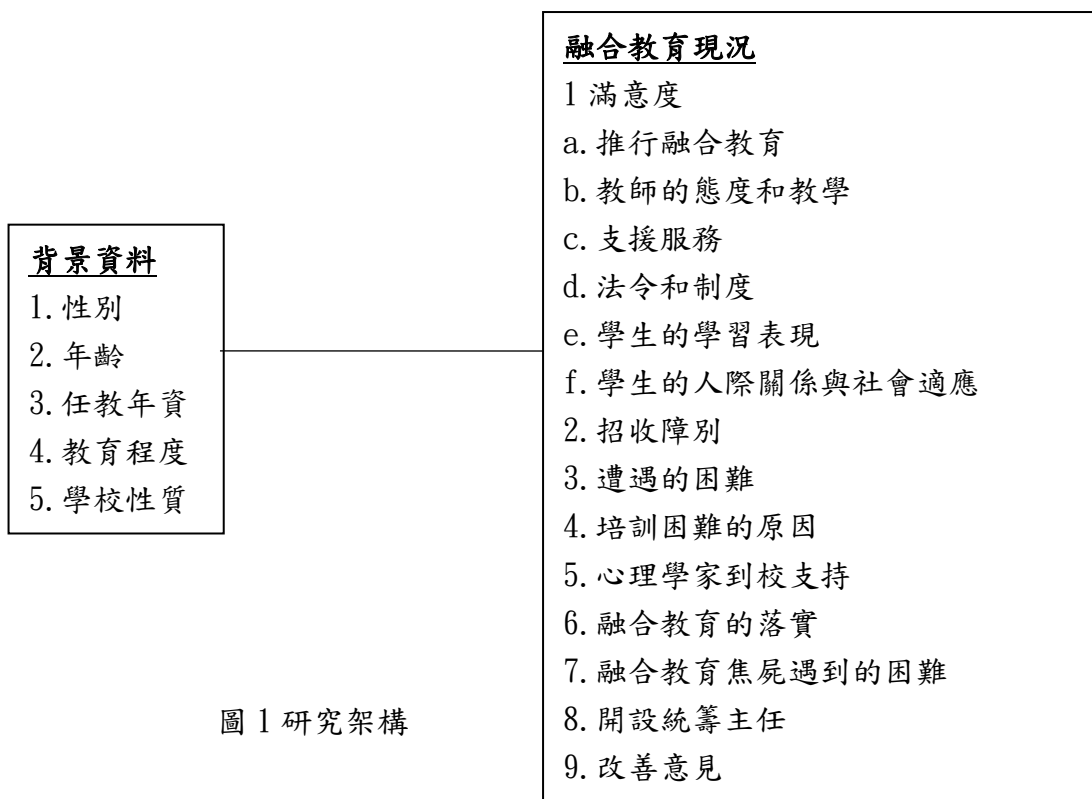 背景資料
1.性別
2.年齡
3.任教年資
4.教育程度
5.學校性質
融合教育現況
1 滿意度
a.推行融合教育
b.教師的態度和教學
c.支援服務
d.法令和制度
e.學生的學習表現
f.學生的人際關係與社會適應
2.招收障別
3.遭遇的困難
4.培訓困難的原因
5.心理學家到校支持
6.融合教育的落實
7.融合教育焦屍遇到的困難
8.開設統籌主任
9.改善意見
圖 1 研究架構